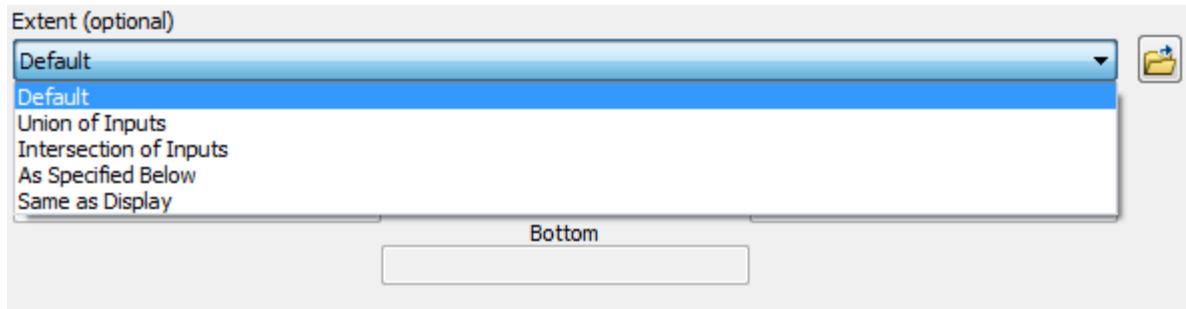 Extent (optional)
Default
Default
Union of Inputs
Intersection of Inputs
As Specified Below
Same as Display
Bottom